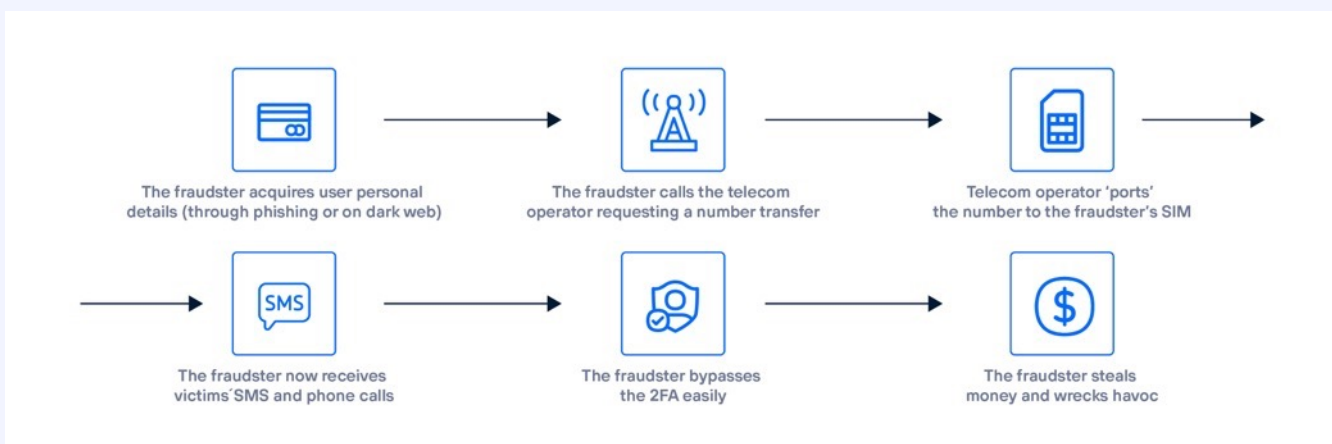 The fraudster acquires user personal
details (through phishing or on dark web)
The fraudster calls the telecom
operator requesting a number transfer
Telecom operator ‘ports’
the number to the fraudster’s SIM
SMS
The fraudster now receives
victims´SMS and phone calls
The fraudster bypasses
the 2FA easily
$
The fraudster steals
money and wrecks havoc